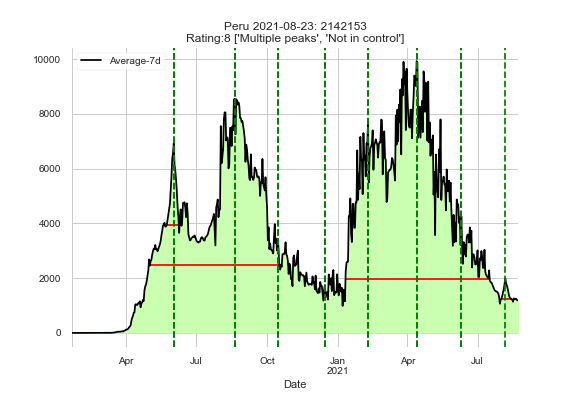 Peru 2021-08-23: 2142153
Rating:8 ['Multiple peaks', 'Not in control']
Average-7d
10000
8000
6000
4000
2000
0
Apr
Jul
Oct
Jan
2021
Apr
Jul
Date